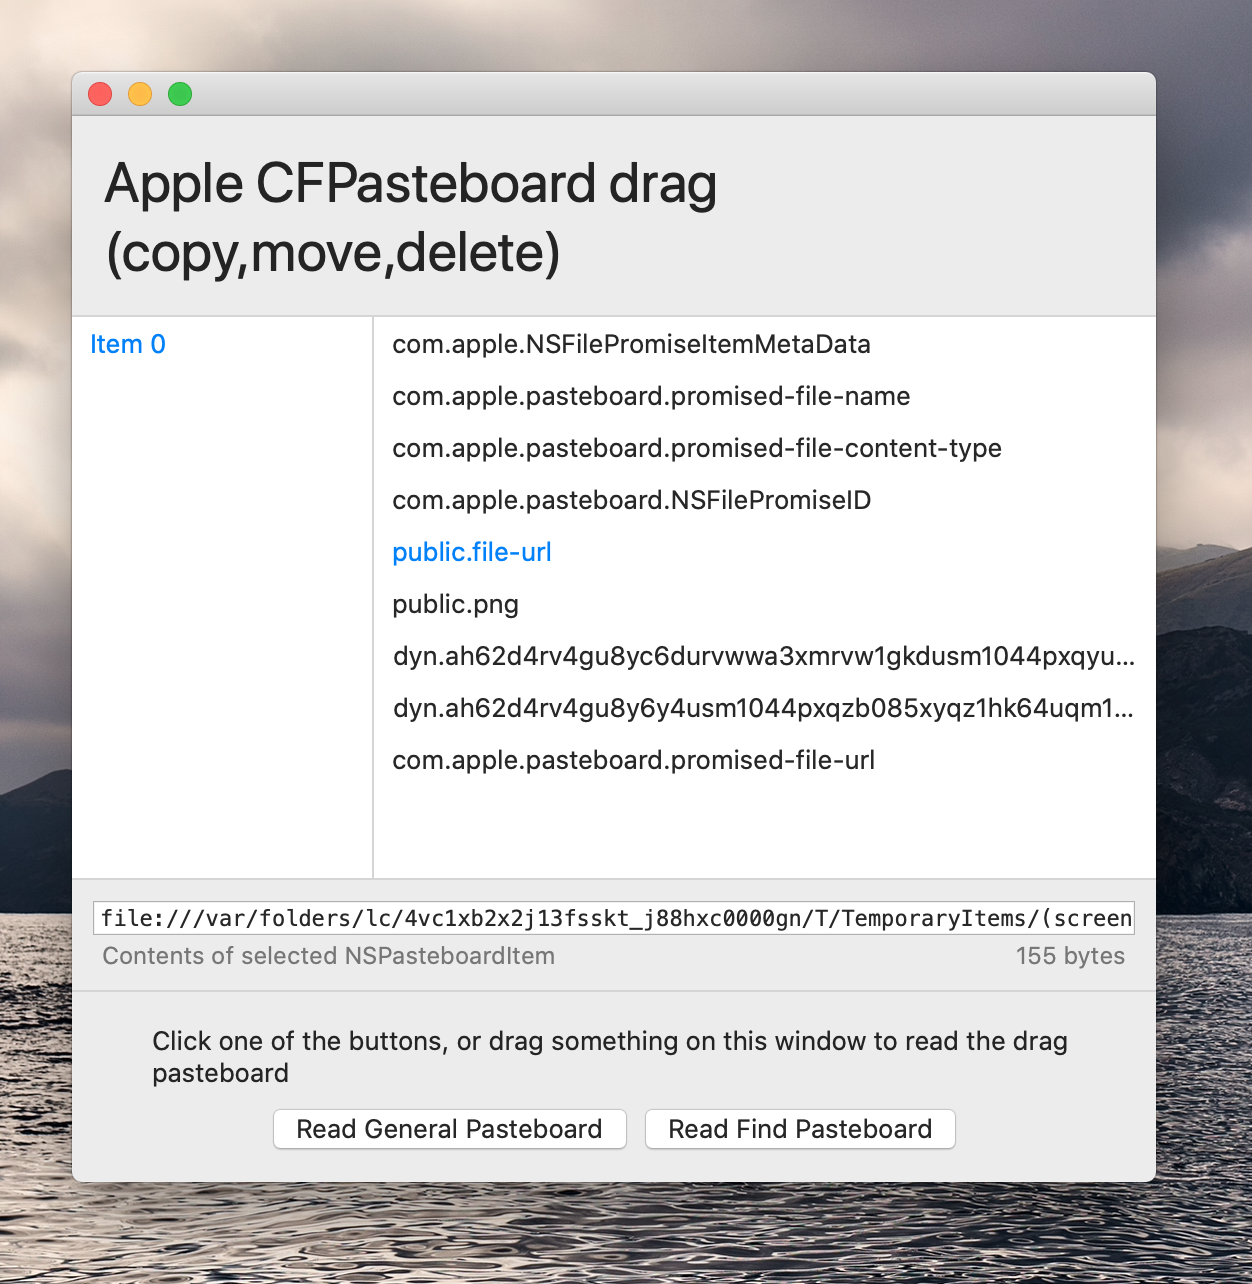 Apple CFPasteboard drag
(copy,move,delete)
Item 0
com.apple.NSFilePromiseItemMetaData
com.apple.pasteboard.promised-file-name
com.apple.pasteboard.promised-file-content-type
com.apple.pasteboard.NSFilePromiseID
public.file-url
public.png
dyn.ah62d4rv4gu8yc6durvwwa3xmrvw1gkdusm1044pxqyu...
dyn.ah62d4rv4gu8y6y4usm1044pxqzb085xyqz1hk64uqm1...
com.apple.pasteboard.promised-file-url
file:///var/folders/lc/4vc1xb2x2j13fsskt_j88hxc0000gn/T/TemporaryItems/(screen
Contents of selected NSPasteboardItem
155 bytes
Click one of the buttons, or drag something on this window to read the drag
pasteboard
Read General Pasteboard
Read Find Pasteboard